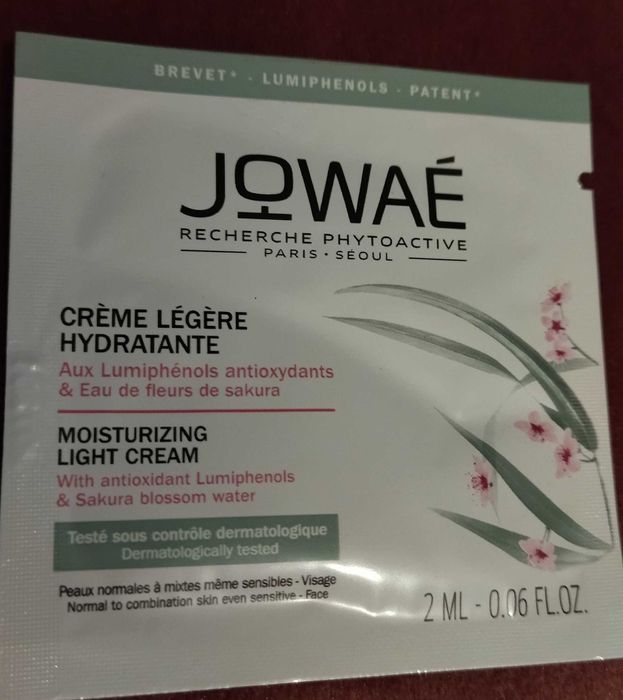 BREVET* - LUMIPHENOLS - PATENT*
JOWAÉ
RECHERCHE PHYTOACTIVE
PARIS • SÉOUL
CRÈME LÉGÈRE
HYDRATANTE
Aux Lumiphénols antioxydants
& Eau de fleurs de sakura
MOISTURIZING
LIGHT CREAM
With antioxidant Lumiphenols
& Sakura blossom water
Testé sous contrôle dermatologique
Dermatologically tested
Peaux normales à mixtes même sensibles - Visage
Normal to combination skin even sensitive - Face
2 ML - 0.06 FL.OZ.